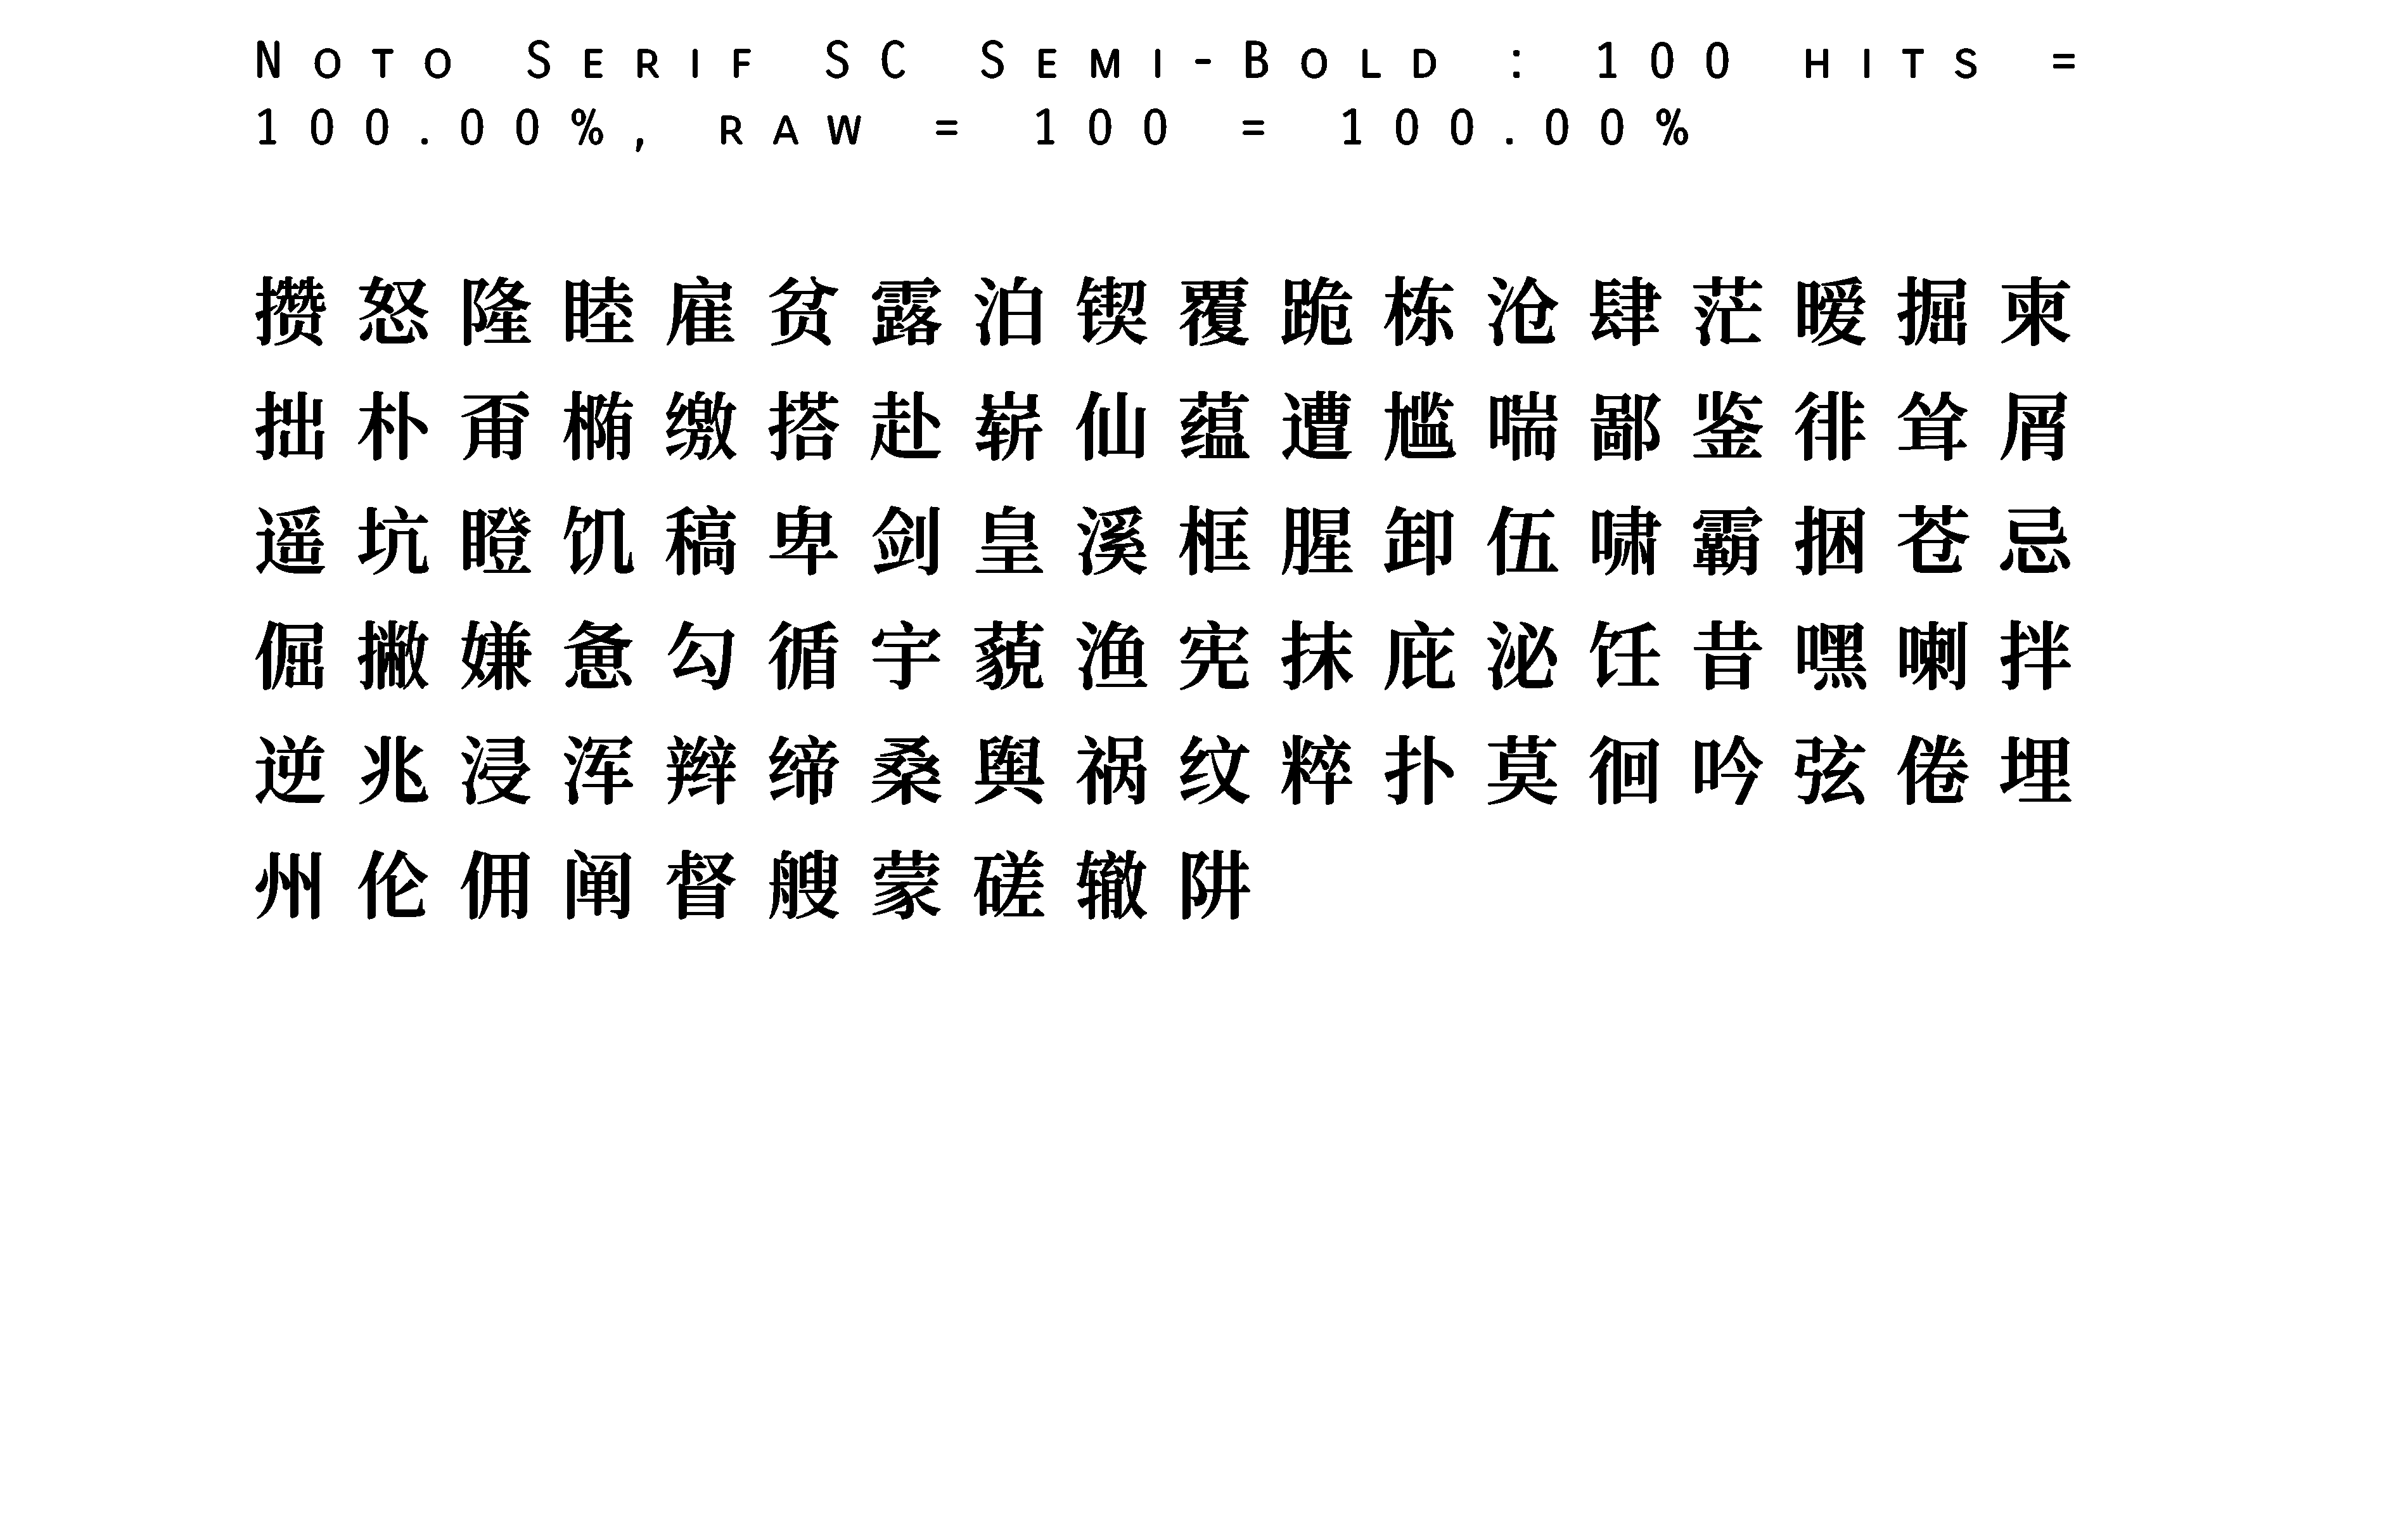 Noto Serif SC Semi-Bold : 100 hits =
100.00%, raw = 100 = 100.00%
攒怒隆睦雇贫露泊锲覆跪栋沧肆茫暧掘柬
拙朴甭椭缴搭赴崭仙蕴遭尴喘鄙鉴徘耸屑
遥坑瞪饥稿卑剑皇溪框腥卸伍啸霸捆苍忌
倔撇嫌惫勾循宇藐渔宪抹庇泌饪昔嘿喇拌
逆兆浸浑辫缔桑舆祸纹粹扑莫徊吟弦倦埋
州伦佣阐督艘蒙磋辙阱